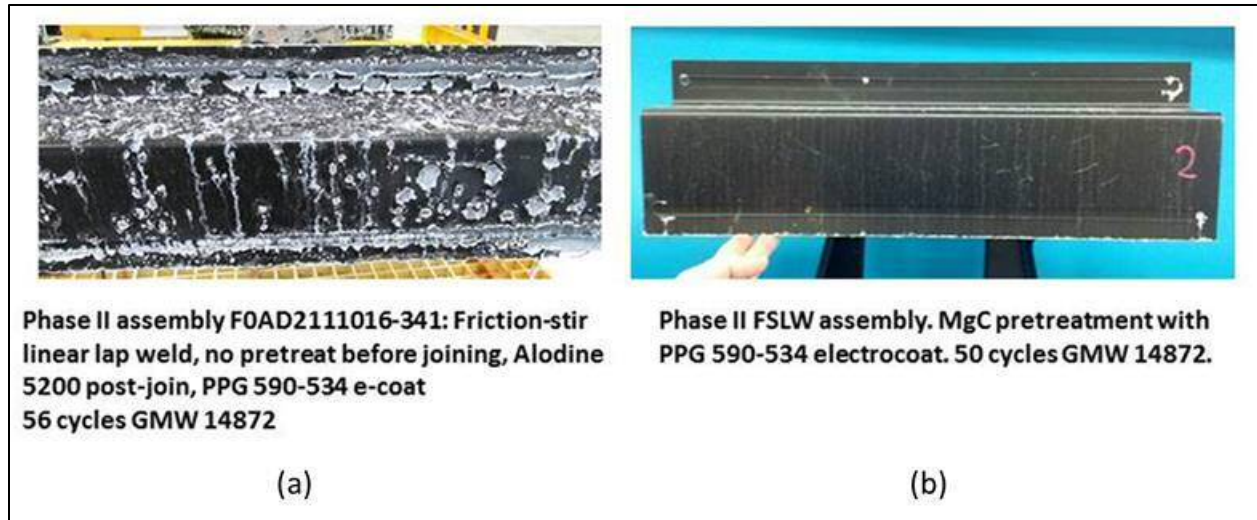 2
Phase II assembly F0AD2111016-341: Friction-stir
linear lap weld, no pretreat before joining, Alodine
5200 post-join, PPG 590-534 e-coat
56 cycles GMW 14872
Phase II FSLW assembly. MgC pretreatment with
PPG 590-534 electrocoat. 50 cycles GMW 14872.
(a)
(b)